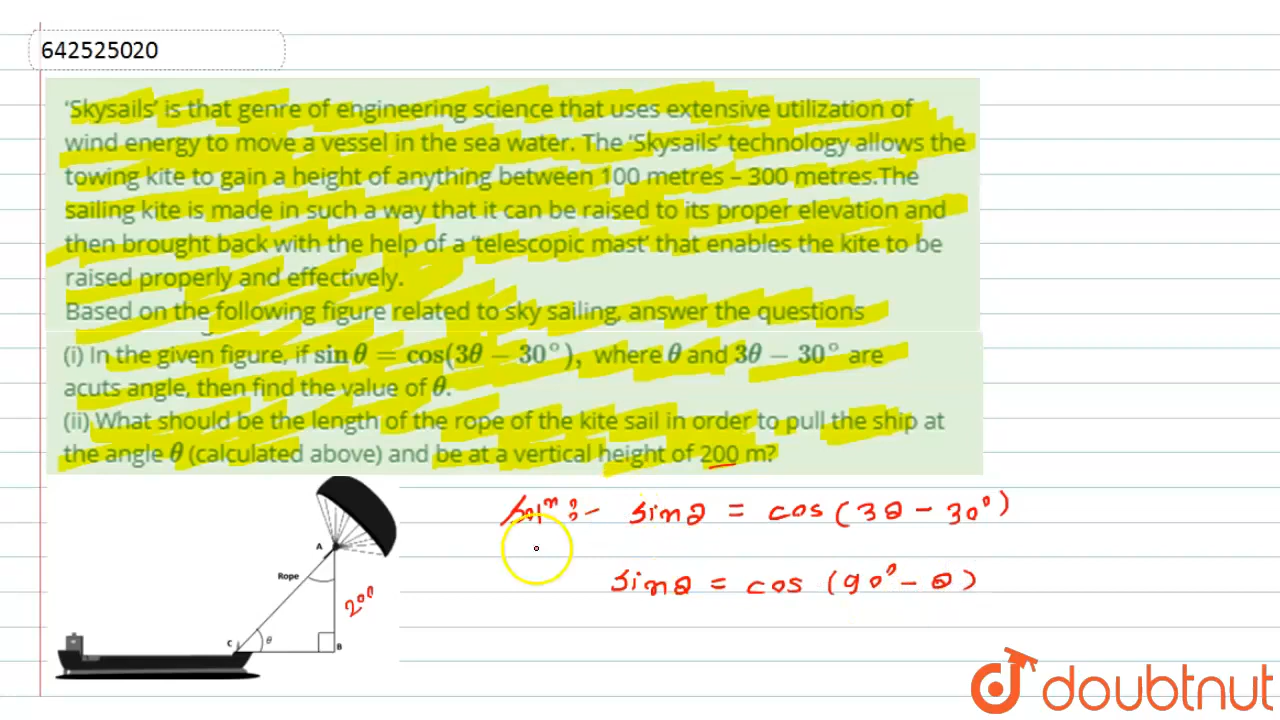 642525020
‘Skysails’ is that genre of engineering science that uses extensive utilization of
wind energy to move a vessel in the sea water. The ‘Skysails’ technology allows the
towing kite to gain a height of anything between 100 metres – 300 metres.The
sailing kite is made in such a way that it can be raised to its proper elevation and
then brought back with the help of a ‘telescopic mast’ that enables the kite to be
raised properly and effectively.
Based on the following figure related to sky sailing, answer the questions
(i) In the given figure, if sin θ = cos(3θ − 30°), where θ and 3θ − 30° are
acuts angle, then find the value of θ.
(ii) What should be the length of the rope of the kite sail in order to pull the ship at
the angle θ (calculated above) and be at a vertical height of 200 m?
A
Rope
200
C
θ
B
Solⁿ :- sinθ = cos (3θ - 30°)
sinθ = cos (90° - θ)
doubtnut